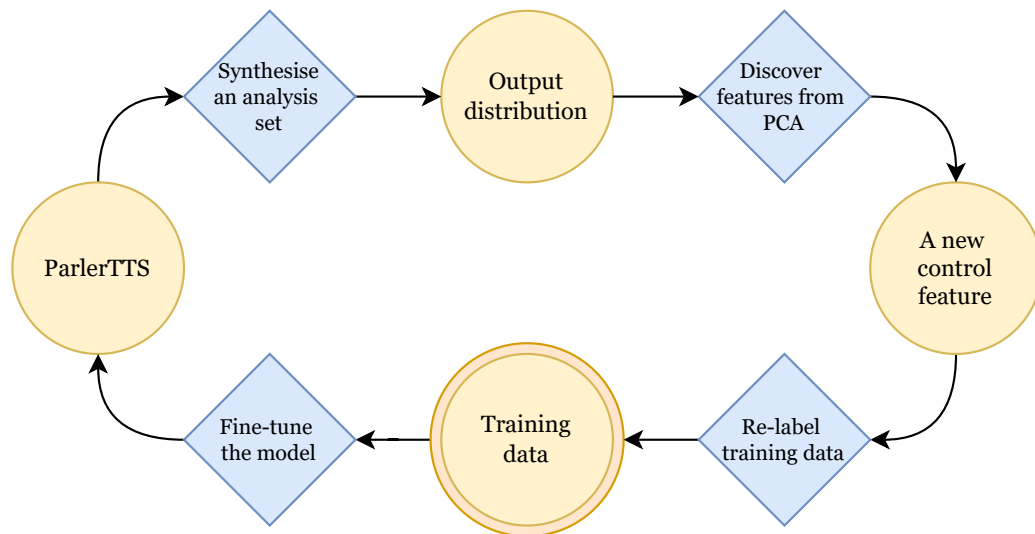 Synthesise
an analysis
set
Output
distribution
Discover
features from
PCA
ParlerTTS
A new
control
feature
Fine-tune
the model
Training
data
Re-label
training data